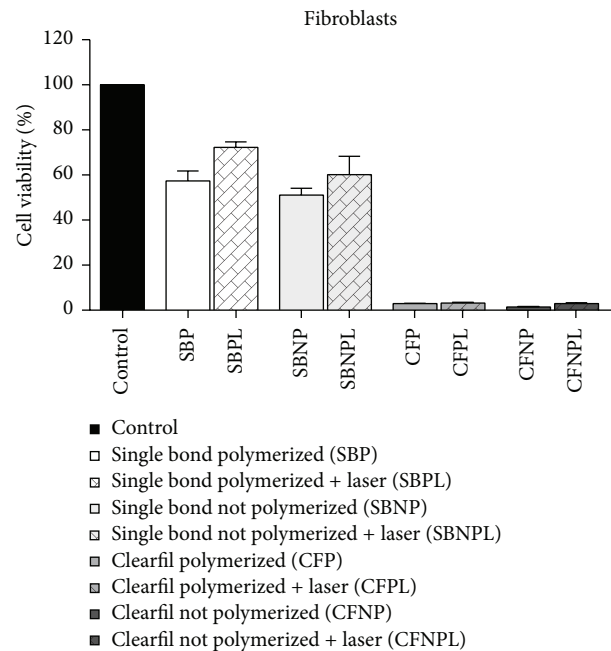 Fibroblasts
Cell viability (%)
120
100
80
60
40
20
0
Control
SBP
SBPL
SBNP
SBNPL
CFP
CFPL
CFNP
CFNPL
Control
Single bond polymerized (SBP)
Single bond polymerized + laser (SBPL)
Single bond not polymerized (SBNP)
Single bond not polymerized + laser (SBNPL)
Clearfil polymerized (CFP)
Clearfil polymerized + laser (CFPL)
Clearfil not polymerized (CFNP)
Clearfil not polymerized + laser (CFNPL)